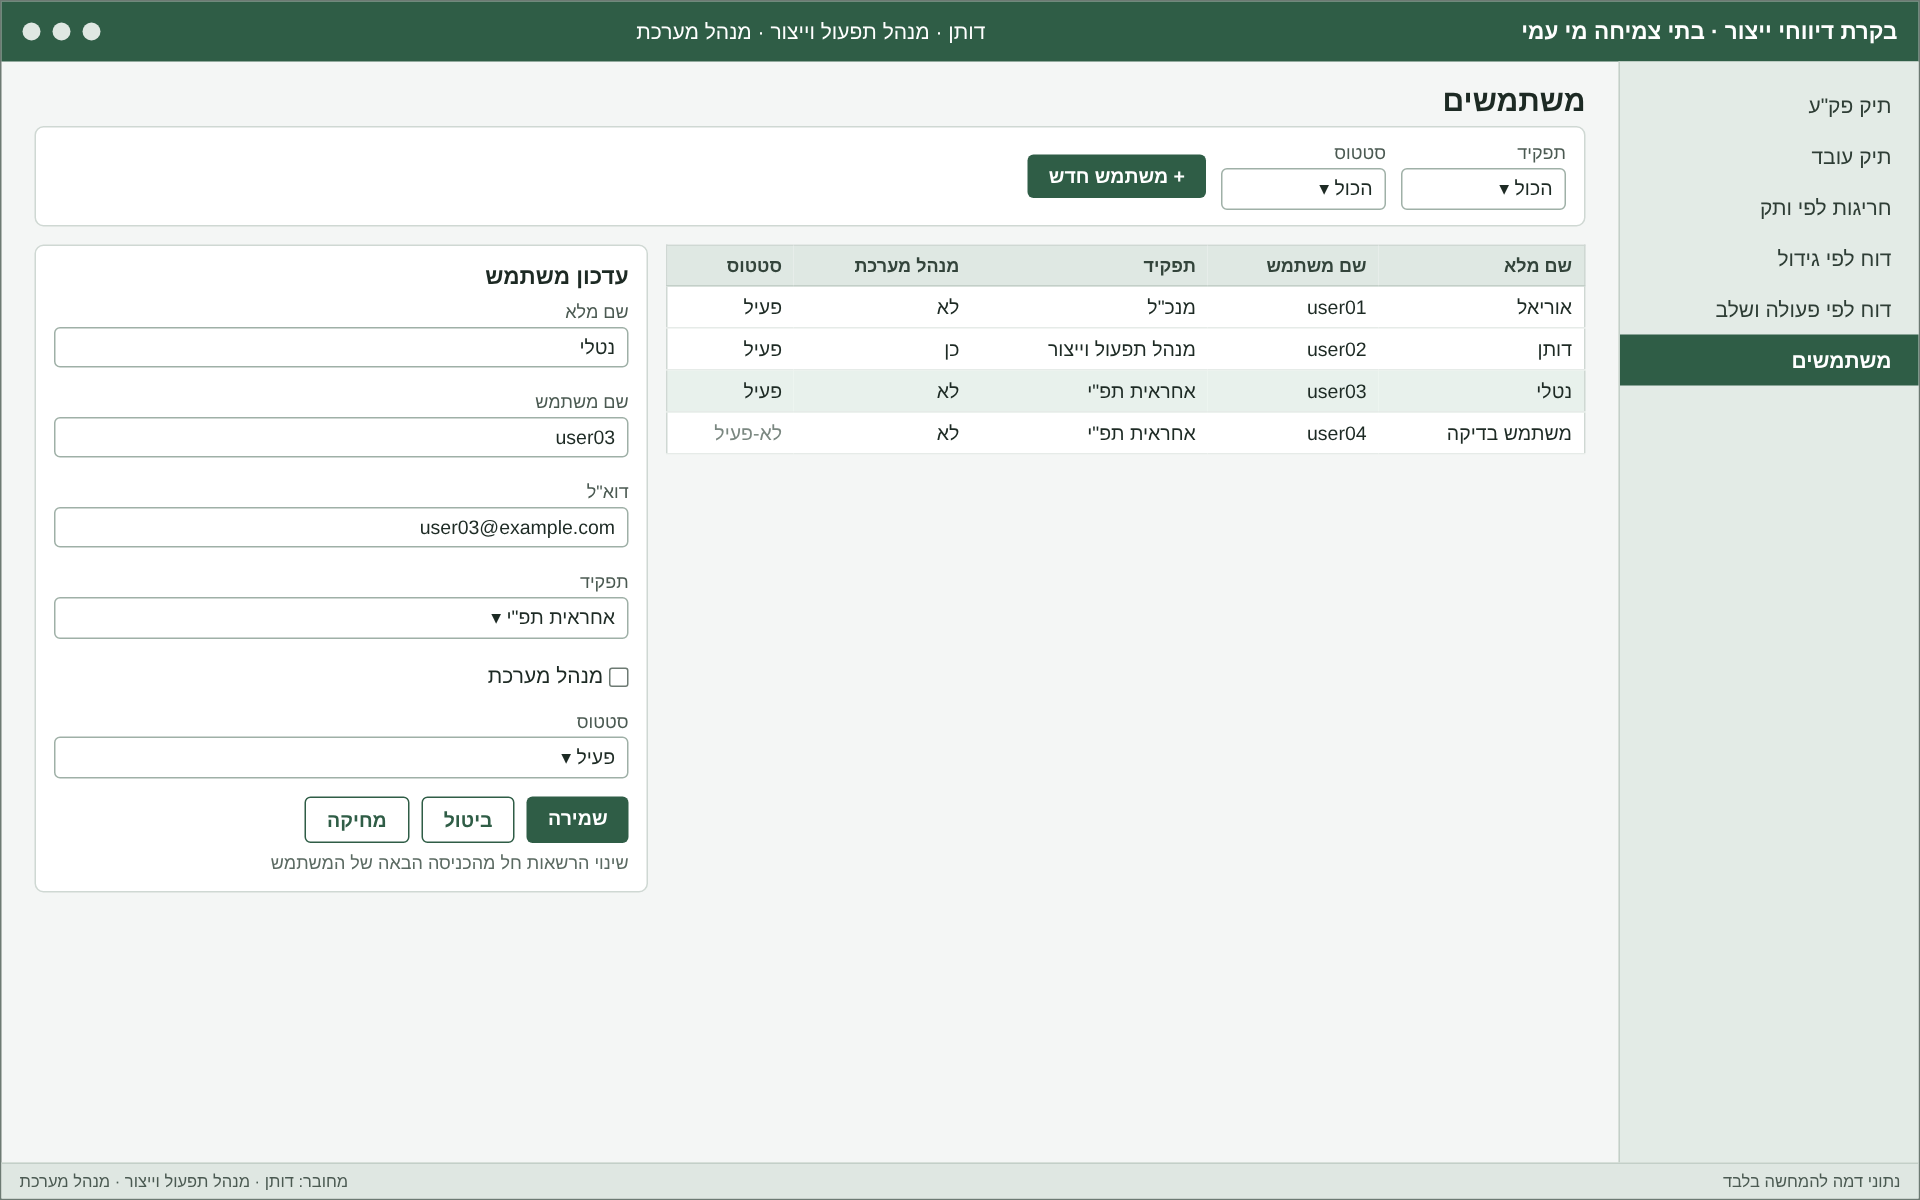 בקרת דיווחי ייצור · בתי צמיחה מי עמי
דותן · מנהל תפעול וייצור · מנהל מערכת
תיק פק"ע
תיק עובד
חריגות לפי ותק
דוח לפי גידול
דוח לפי פעולה ושלב
משתמשים
משתמשים
תפקיד
הכול ▾
סטטוס
הכול ▾
+ משתמש חדש
שם מלא שם משתמש תפקיד מנהל מערכת סטטוס
אוריאל user01 מנכ"ל לא פעיל
דותן user02 מנהל תפעול וייצור כן פעיל
נטלי user03 אחראית תפ"י לא פעיל
משתמש בדיקה user04 אחראית תפ"י לא לא-פעיל
עדכון משתמש
שם מלא
נטלי
שם משתמש
user03
דוא"ל
user03@example.com
תפקיד
אחראית תפ"י ▾
מנהל מערכת
סטטוס
פעיל ▾
שמירה ביטול מחיקה
שינוי הרשאות חל מהכניסה הבאה של המשתמש
נתוני דמה להמחשה בלבד
מחובר: דותן · מנהל תפעול וייצור · מנהל מערכת